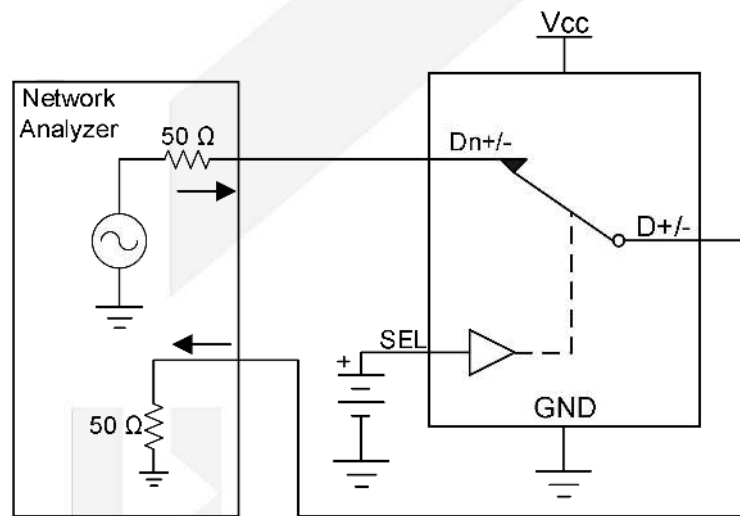 Vcc
Network
Analyzer
50 Ω
Dn+/-
D+/-
SEL
+
50 Ω
GND